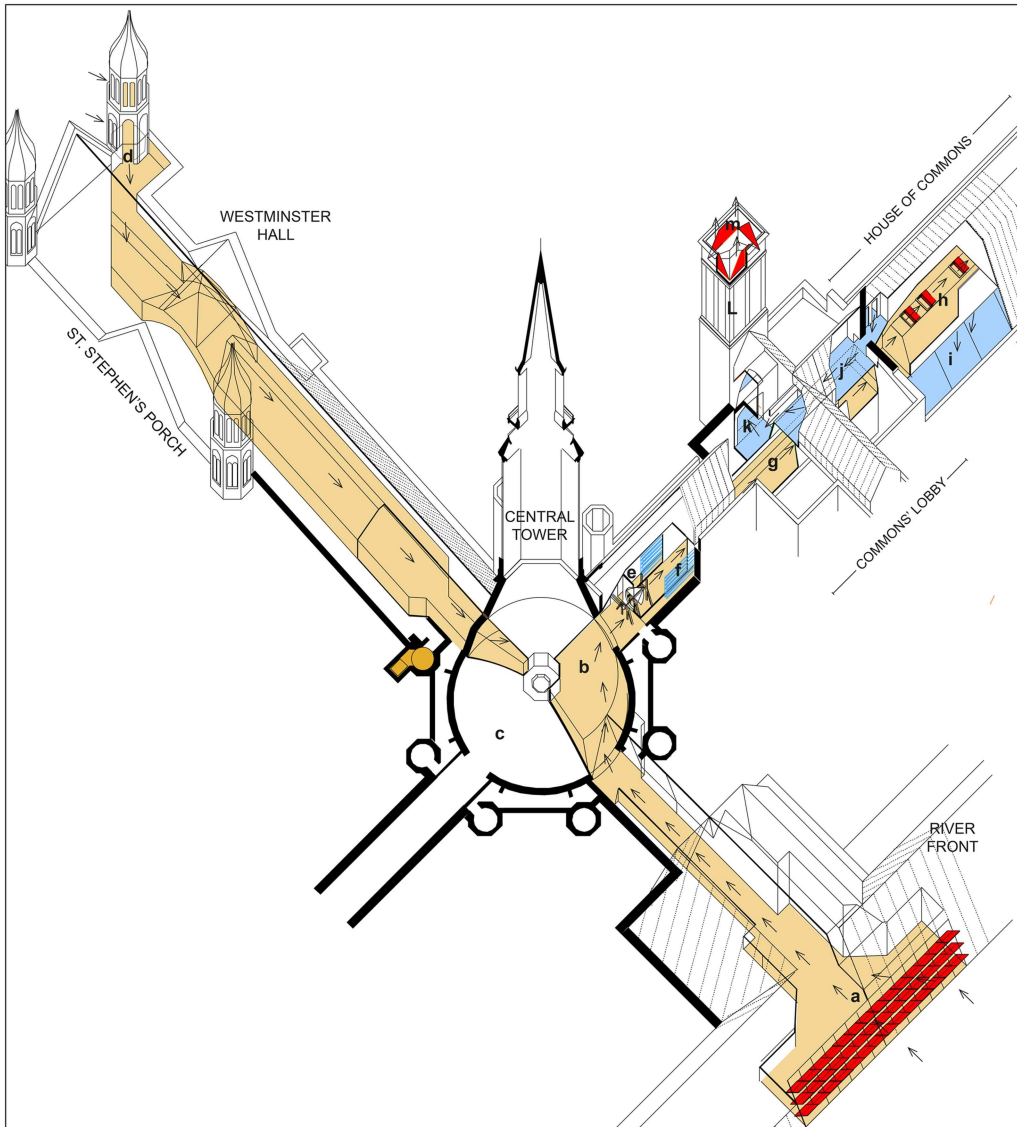 d
WESTMINSTER
HALL
ST. STEPHEN'S PORCH
CENTRAL
TOWER
m
L
HOUSE OF COMMONS
h
i
j
k
g
COMMONS' LOBBY
e
f
b
c
RIVER
FRONT
a